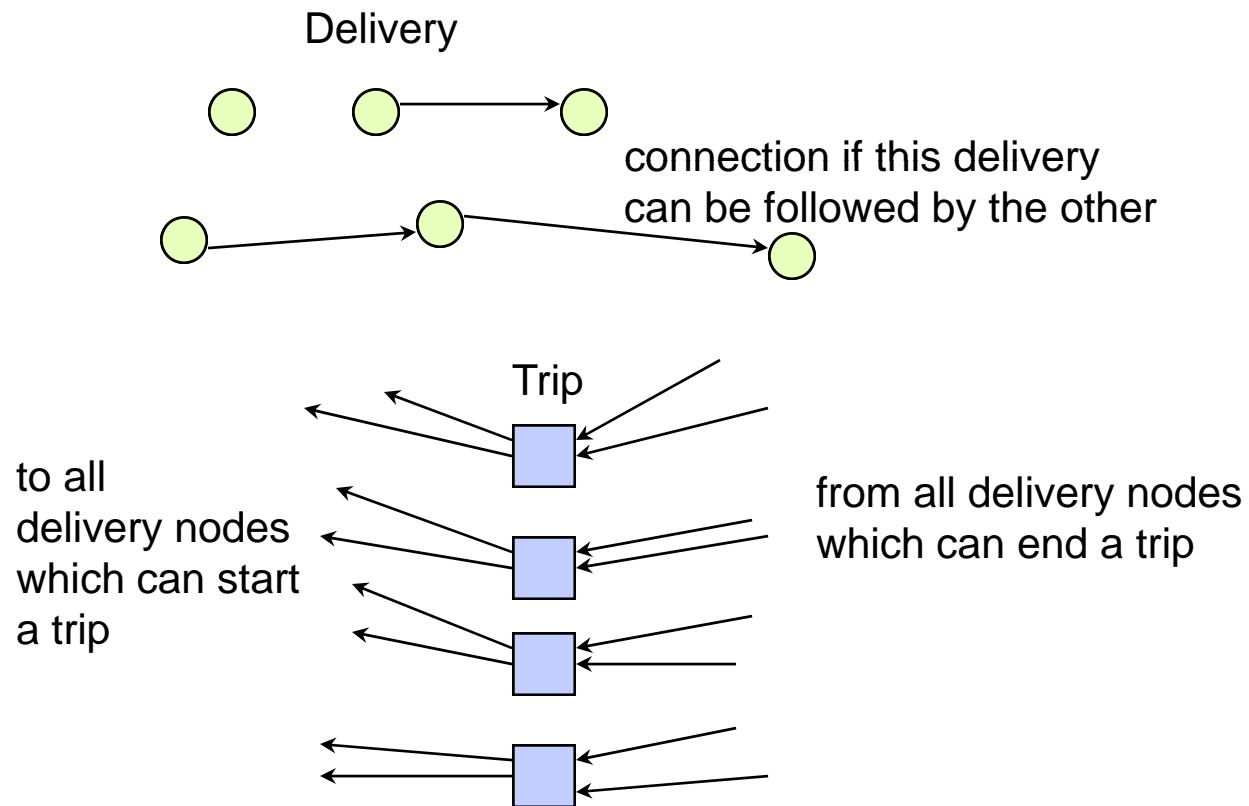 Delivery
connection if this delivery
can be followed by the other
Trip
to all
delivery nodes
which can start
a trip
from all delivery nodes
which can end a trip